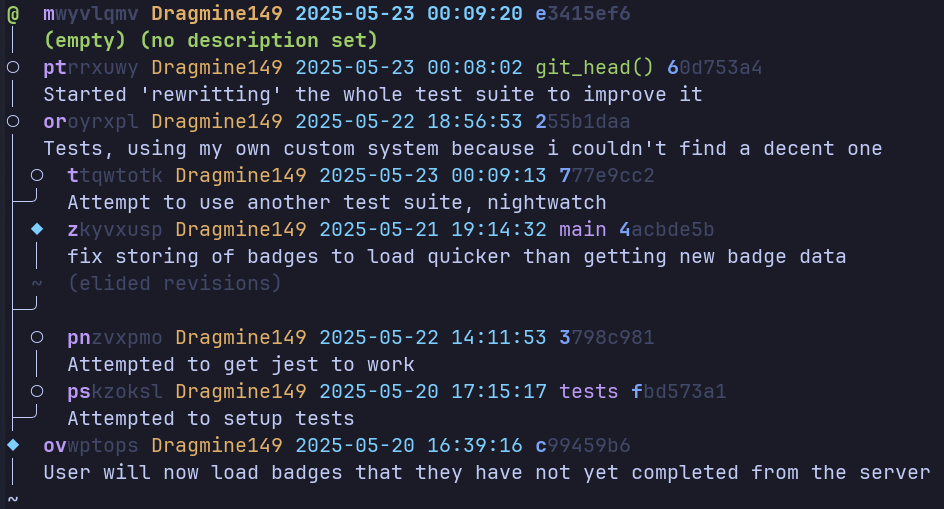 @ mwyvlqmv Dragmine149 2025-05-23 00:09:20 e3415ef6
(empty) (no description set)
ptrrxuwy Dragmine149 2025-05-23 00:08:02 git_head() 60d753a4
Started 'rewritting' the whole test suite to improve it
oroyrxpl Dragmine149 2025-05-22 18:56:53 255b1daa
Tests, using my own custom system because i couldn't find a decent one
ttqwtotk Dragmine149 2025-05-23 00:09:13 777e9cc2
Attempt to use another test suite, nightwatch
zkyvxusp Dragmine149 2025-05-21 19:14:32 main 4acbde5b
fix storing of badges to load quicker than getting new badge data
~ (elided revisions)
pnzvxpmo Dragmine149 2025-05-22 14:11:53 3798c981
Attempted to get jest to work
pskzoksl Dragmine149 2025-05-20 17:15:17 tests fbd573a1
Attempted to setup tests
ovwptops Dragmine149 2025-05-20 16:39:16 c99459b6
User will now load badges that they have not yet completed from the server
~